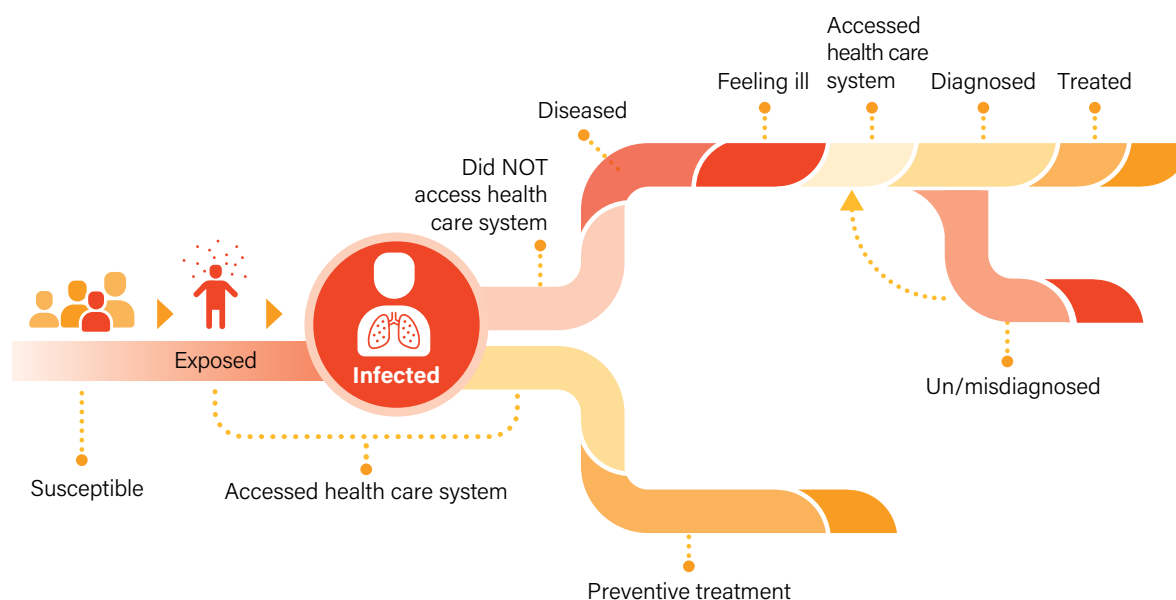 Accessed
health care
system
Feeling ill
Diagnosed
Treated
Diseased
Did NOT
access health
care system
Exposed
Infected
Un/misdiagnosed
Susceptible
Accessed health care system
Preventive treatment